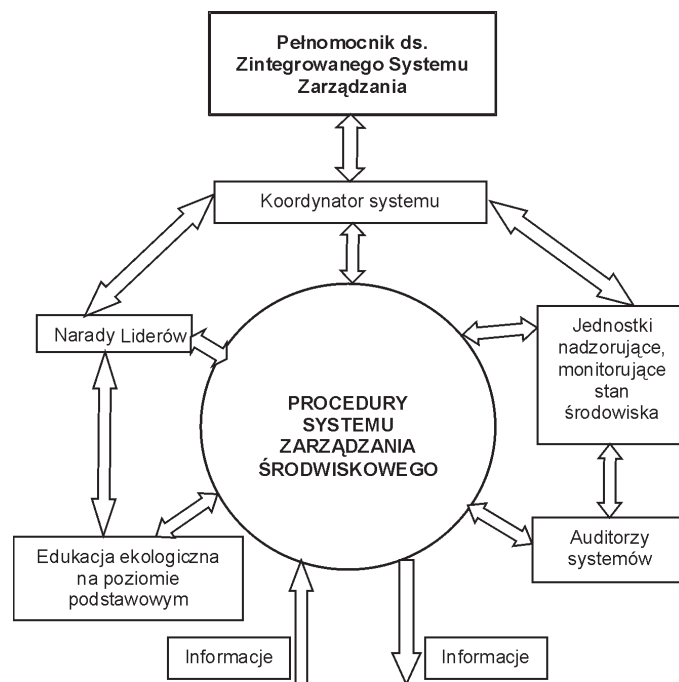 Pełnomocnik ds.
Zintegrowanego Systemu
Zarządzania
Koordynator systemu
Narady Liderów
Jednostki
nadzorujące,
monitorujące
stan
środowiska
PROCEDURY
SYSTEMU
ZARZĄDZANIA
ŚRODWISKOWEGO
Edukacja ekologiczna
na poziomie
podstawowym
Auditorzy
systemów
Informacje
Informacje